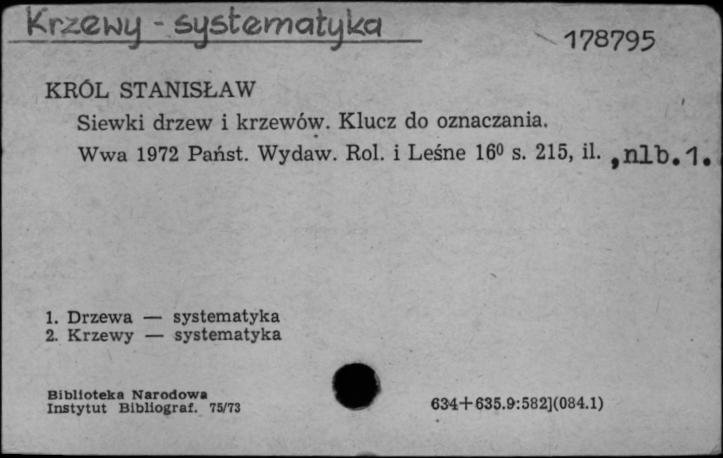 Krzewy - systematyka
178795
KRÓL STANISŁAW
Siewki drzew i krzewów. Klucz do oznaczania.
Wwa 1972 Państ. Wydaw. Rol. i Leśne 16⁰ s. 215, il. ,nlb.1.
1. Drzewa — systematyka
2. Krzewy — systematyka
Biblioteka Narodowa
Instytut Bibliograf. 75/73
634+635.9:582](084.1)